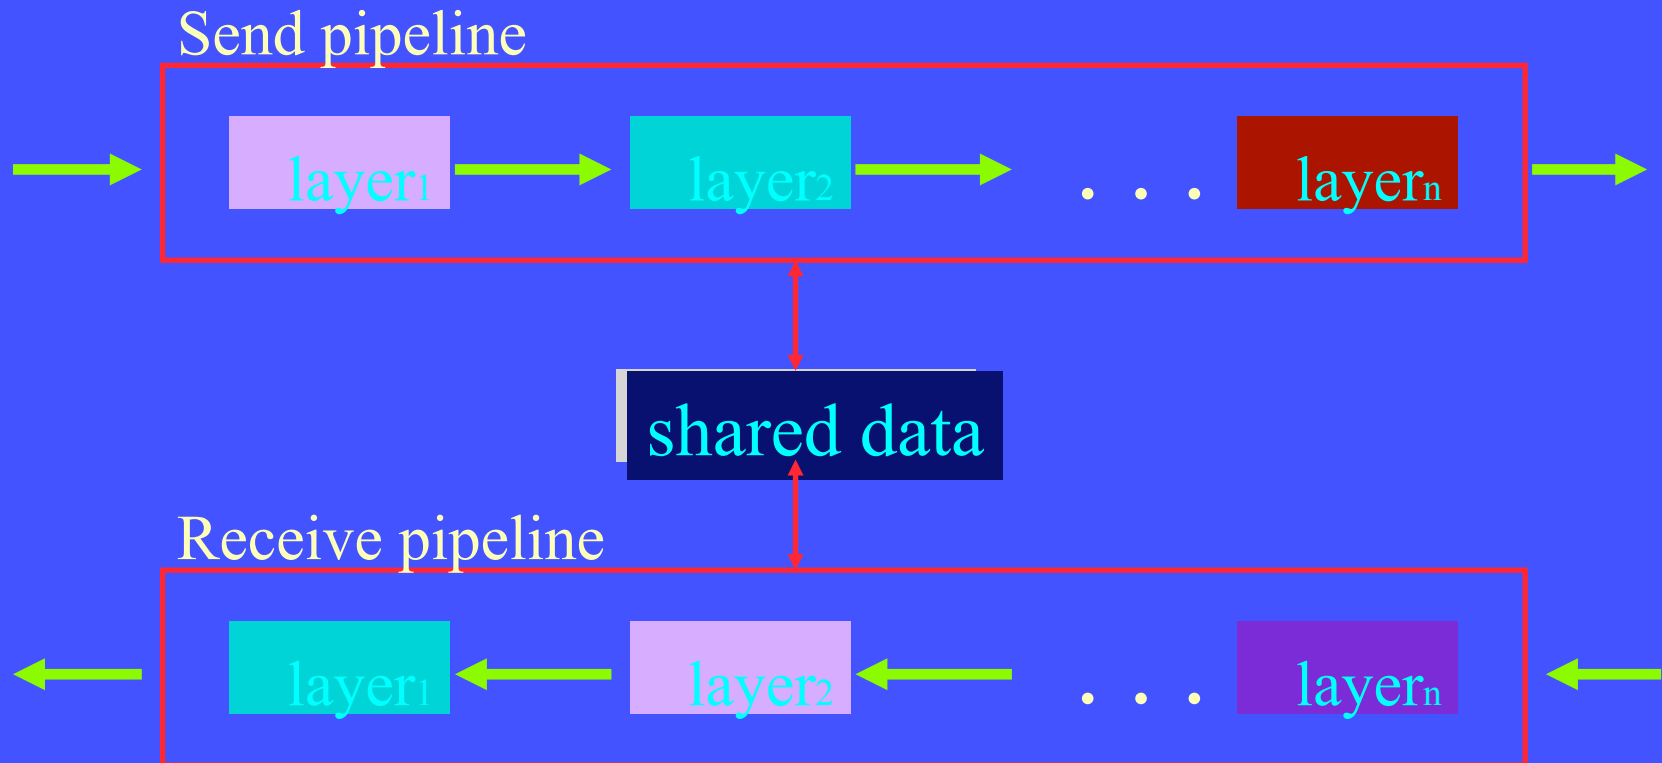 Send pipeline
layer₁ layer₂ . . . layerₙ
shared data
Receive pipeline
layer₁ layer₂ . . . layerₙ